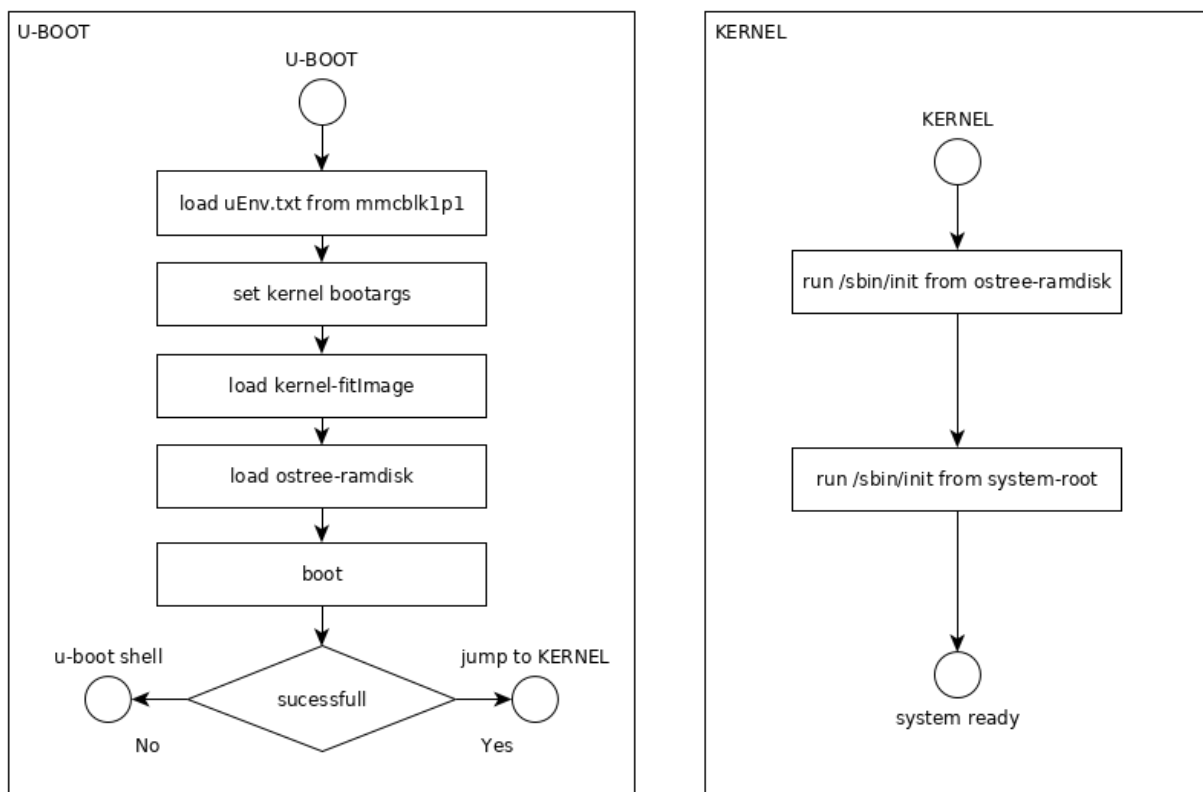 U-BOOT
U-BOOT
load uEnv.txt from mmcblk1p1
set kernel bootargs
load kernel-fitImage
load ostree-ramdisk
boot
u-boot shell
jump to KERNEL
sucessfull
No
Yes
KERNEL
KERNEL
run /sbin/init from ostree-ramdisk
run /sbin/init from system-root
system ready